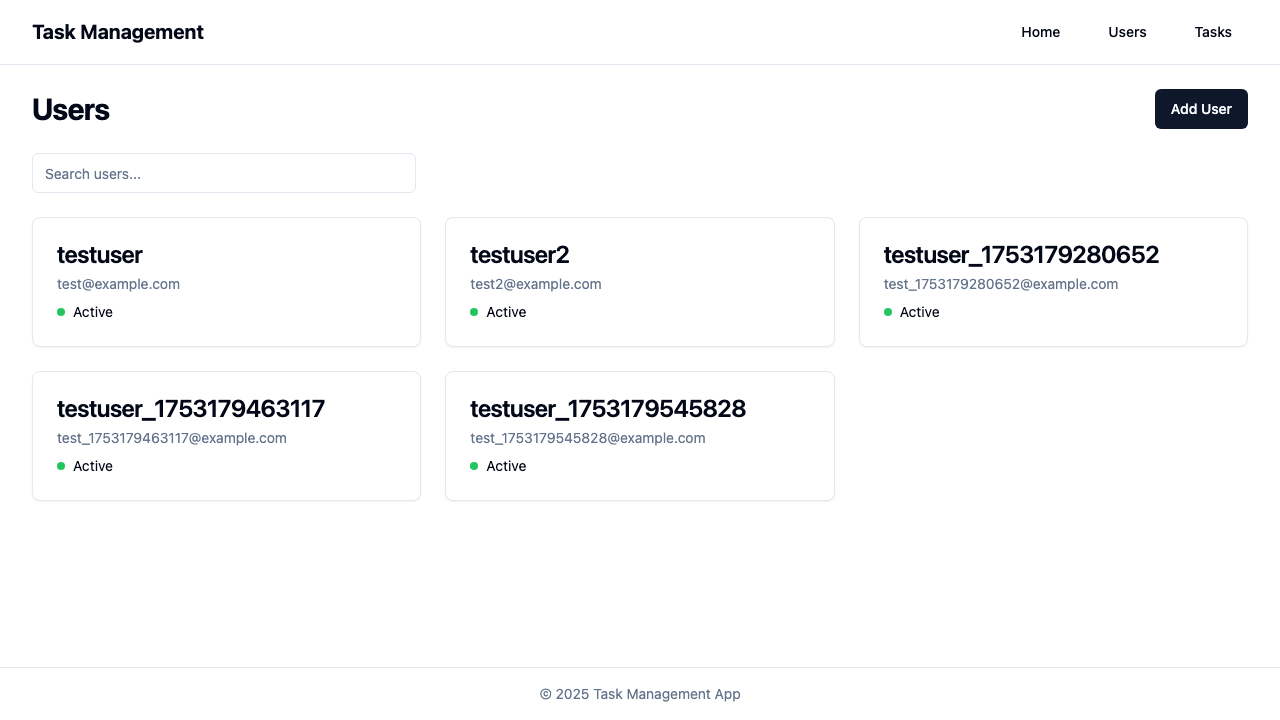 Task Management
Home Users Tasks
Users
Add User
Search users...
testuser
test@example.com
Active
testuser2
test2@example.com
Active
testuser_1753179280652
test_1753179280652@example.com
Active
testuser_1753179463117
test_1753179463117@example.com
Active
testuser_1753179545828
test_1753179545828@example.com
Active
© 2025 Task Management App